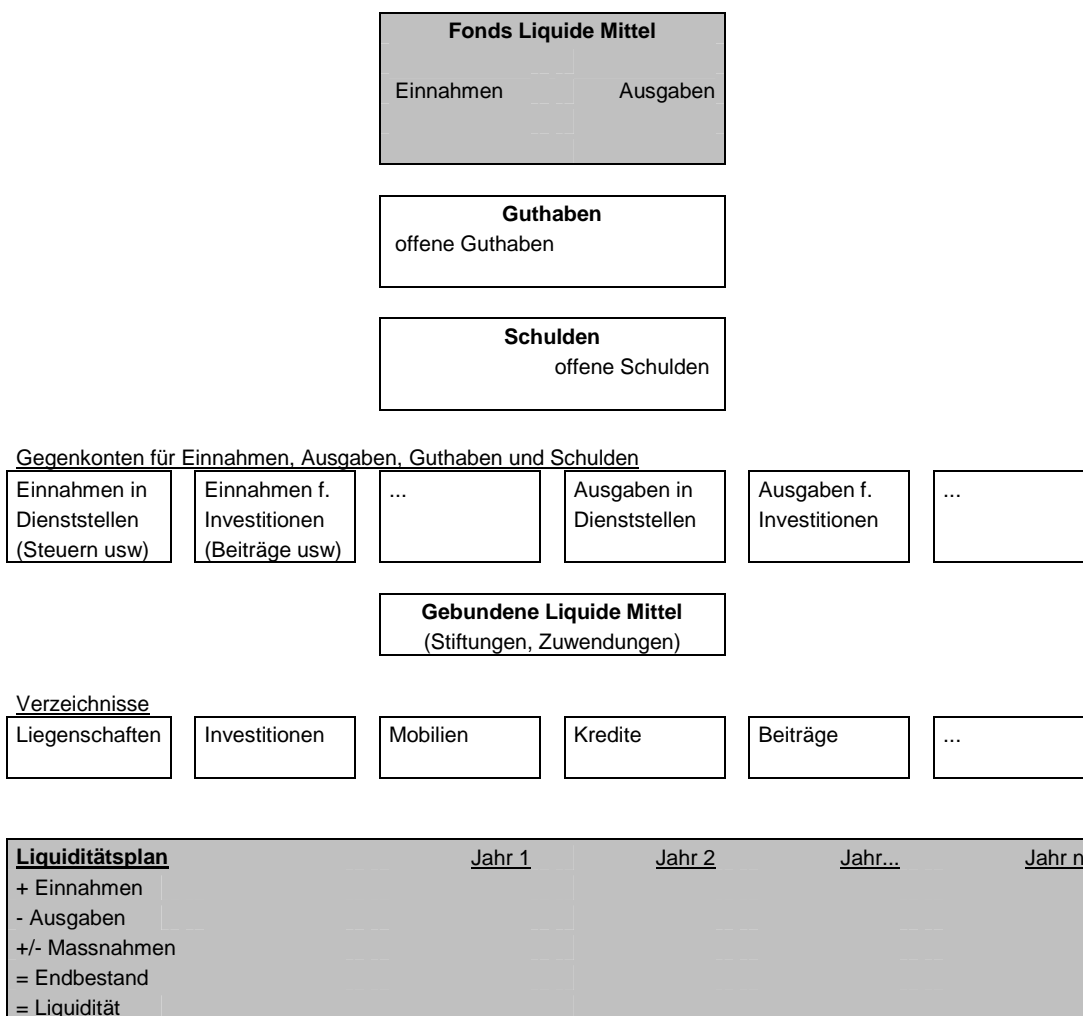 Fonds Liquide Mittel
Einnahmen Ausgaben
Guthaben
offene Guthaben
Schulden
offene Schulden
Gegenkonten für Einnahmen, Ausgaben, Guthaben und Schulden
Einnahmen in Dienststellen (Steuern usw)
Einnahmen f. Investitionen (Beiträge usw)
...
Ausgaben in Dienststellen
Ausgaben f. Investitionen
...
Gebundene Liquide Mittel
(Stiftungen, Zuwendungen)
Verzeichnisse
Liegenschaften Investitionen Mobilien Kredite Beiträge ...
Liquiditätsplan Jahr 1 Jahr 2 Jahr... Jahr n
+ Einnahmen
- Ausgaben
+/- Massnahmen
= Endbestand
= Liquidität